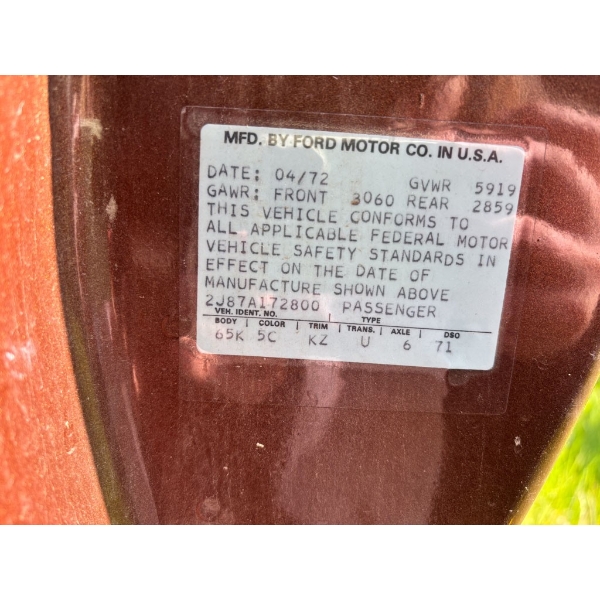 MFD. BY FORD MOTOR CO. IN U.S.A.
DATE: 04/72 GVWR 5919
GAWR: FRONT 3060 REAR 2859
THIS VEHICLE CONFORMS TO
ALL APPLICABLE FEDERAL MOTOR
VEHICLE SAFETY STANDARDS IN
EFFECT ON THE DATE OF
MANUFACTURE SHOWN ABOVE
2J87A172800 PASSENGER
VEH. IDENT. NO. TYPE
BODY COLOR TRIM TRANS. AXLE DSO
65K 5C KZ U 6 71